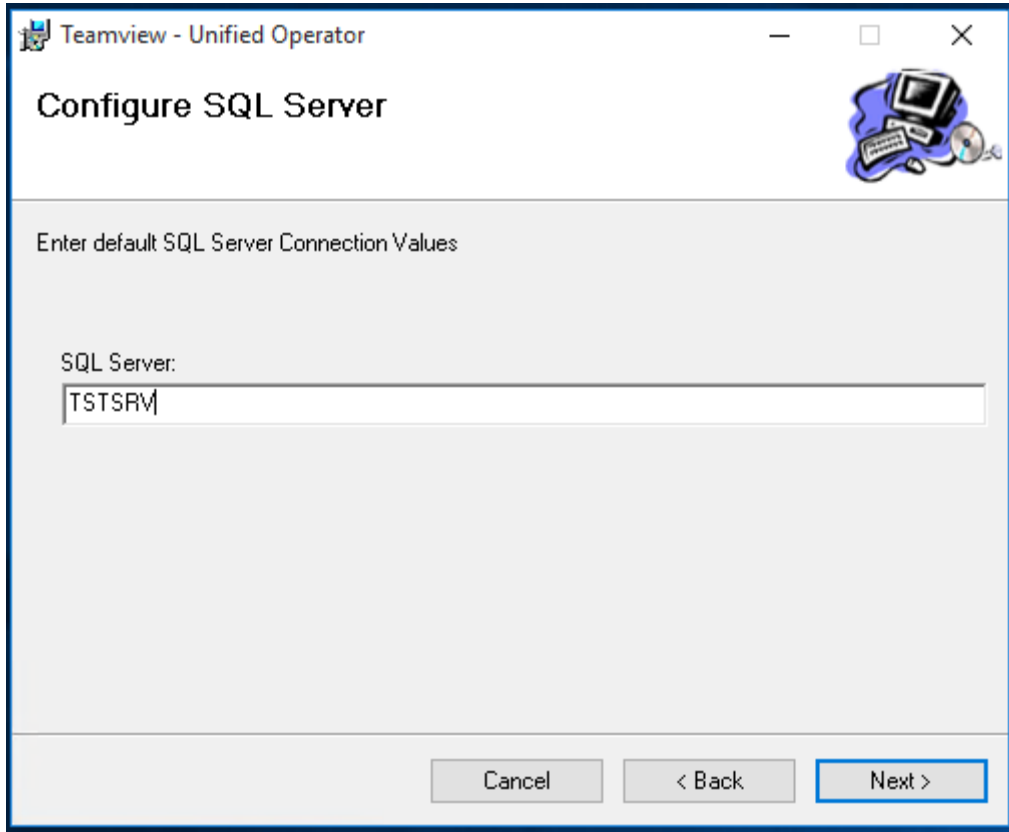 Teamview - Unified Operator
Configure SQL Server
Enter default SQL Server Connection Values
SQL Server:
TSTSRV
Cancel
< Back
Next >